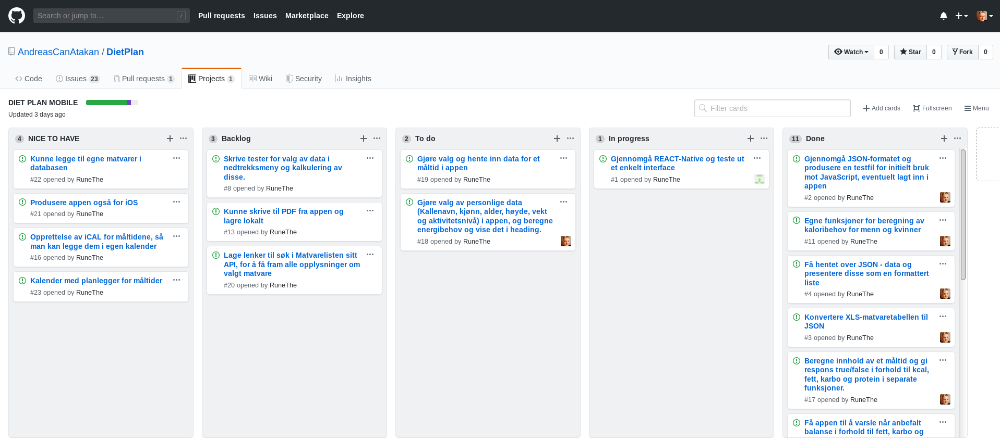 Search or jump to…
/
Pull requests
Issues
Marketplace
Explore
AndreasCanAtakan / DietPlan
Watch 0
Star 0
Fork 0
Code
Issues 23
Pull requests 1
Projects 1
Wiki
Security
Insights
DIET PLAN MOBILE
Updated 3 days ago
Filter cards
Add cards
Fullscreen
Menu
4 NICE TO HAVE
Kunne legge til egne matvarer i
databasen
#22 opened by RuneThe
Produsere appen også for iOS
#21 opened by RuneThe
Opprettelse av iCAL for måltidene, så
man kan legge dem i egen kalender
#16 opened by RuneThe
Kalender med planlegger for måltider
#23 opened by RuneThe
3 Backlog
Skrive tester for valg av data i
nedtrekksmeny og kalkulering av
disse.
#8 opened by RuneThe
Kunne skrive til PDF fra appen og
lagre lokalt
#13 opened by RuneThe
Lage lenker til søk i Matvarelisten sitt
API, for å få fram alle opplysninger om
valgt matvare
#20 opened by RuneThe
2 To do
Gjøre valg og hente inn data for et
måltid i appen
#19 opened by RuneThe
Gjøre valg av personlige data
(Kallenavn, kjønn, alder, høyde, vekt
og aktivitetsnivå) i appen, og beregne
energibehov og vise det i heading.
#18 opened by RuneThe
1 In progress
Gjennomgå REACT-Native og teste ut
et enkelt interface
#1 opened by RuneThe
11 Done
Gjennomgå JSON-formatet og
produsere en testfil for initielt bruk
mot JavaScript, eventuelt lagt inn i
appen
#2 opened by RuneThe
Egne funksjoner for beregning av
kaloribehov for menn og kvinner
#11 opened by RuneThe
Få hentet over JSON - data og
presentere disse som en formattert
liste
#4 opened by RuneThe
Konvertere XLS-matvaretabellen til
JSON
#3 opened by RuneThe
Beregne innhold av et måltid og gi
respons true/false i forhold til kcal,
fett, karbo og protein i separate
funksjoner.
#17 opened by RuneThe
Få appen til å varsle når anbefalt
balanse i forhold til fett, karbo og